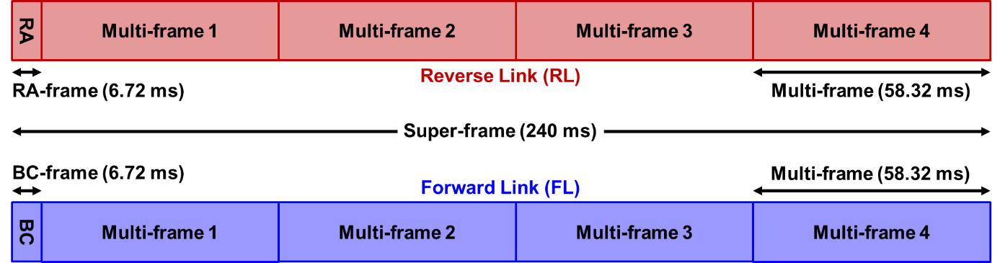 RA
Multi-frame 1
Multi-frame 2
Multi-frame 3
Multi-frame 4
Reverse Link (RL)
RA-frame (6.72 ms)
Multi-frame (58.32 ms)
Super-frame (240 ms)
BC-frame (6.72 ms)
Multi-frame (58.32 ms)
Forward Link (FL)
BC
Multi-frame 1
Multi-frame 2
Multi-frame 3
Multi-frame 4